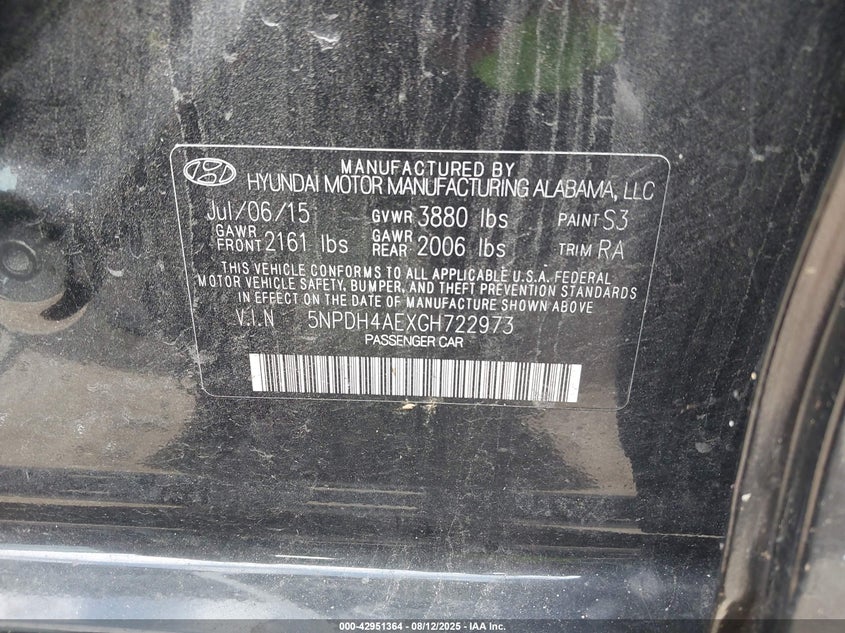 MANUFACTURED BY
HYUNDAI MOTOR MANUFACTURING ALABAMA, LLC
Jul/06/15 GVWR 3880 lbs PAINT S3
GAWR FRONT 2161 lbs GAWR REAR 2006 lbs TRIM RA
THIS VEHICLE CONFORMS TO ALL APPLICABLE U.S.A. FEDERAL
MOTOR VEHICLE SAFETY, BUMPER, AND THEFT PREVENTION STANDARDS
IN EFFECT ON THE DATE OF MANUFACTURE SHOWN ABOVE
V.I.N 5NPDH4AEXGH722973
PASSENGER CAR
000-42951364 - 08/12/2025 - IAA Inc.